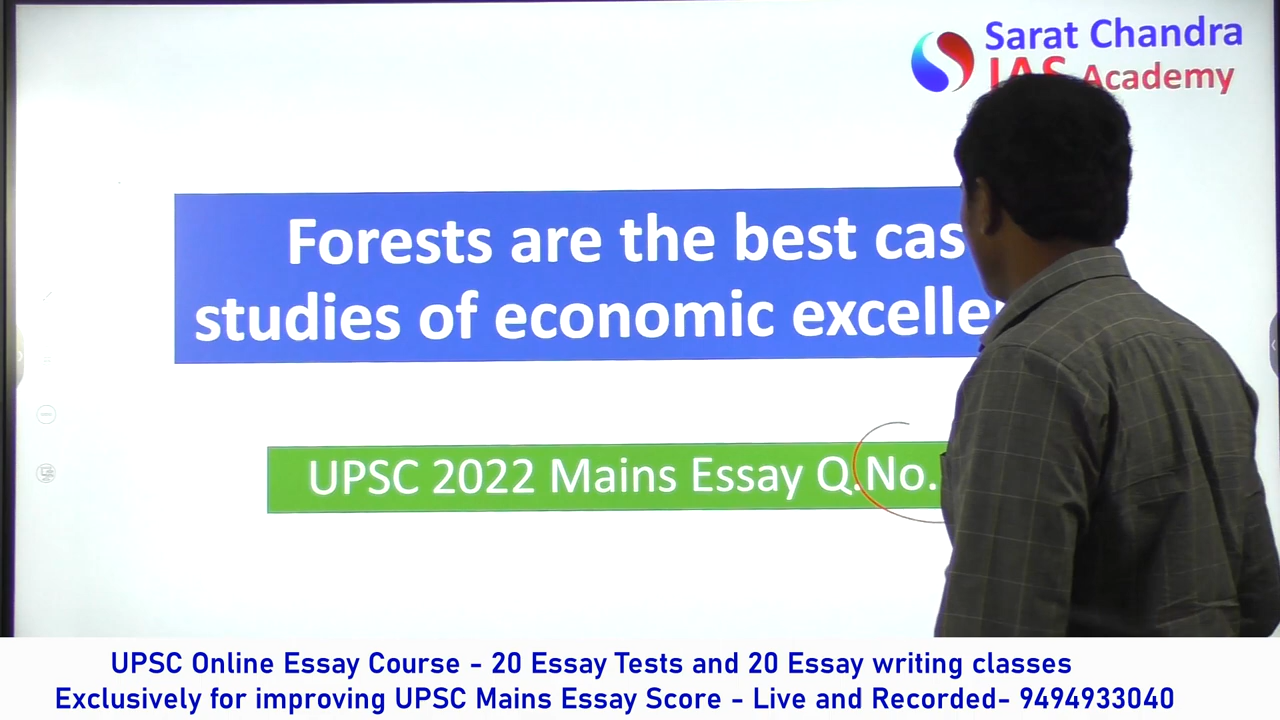 Sarat Chandra
IAS Academy
Forests are the best cas
studies of economic excelle
UPSC 2022 Mains Essay Q.No.
UPSC Online Essay Course - 20 Essay Tests and 20 Essay writing classes
Exclusively for improving UPSC Mains Essay Score - Live and Recorded- 9494933040